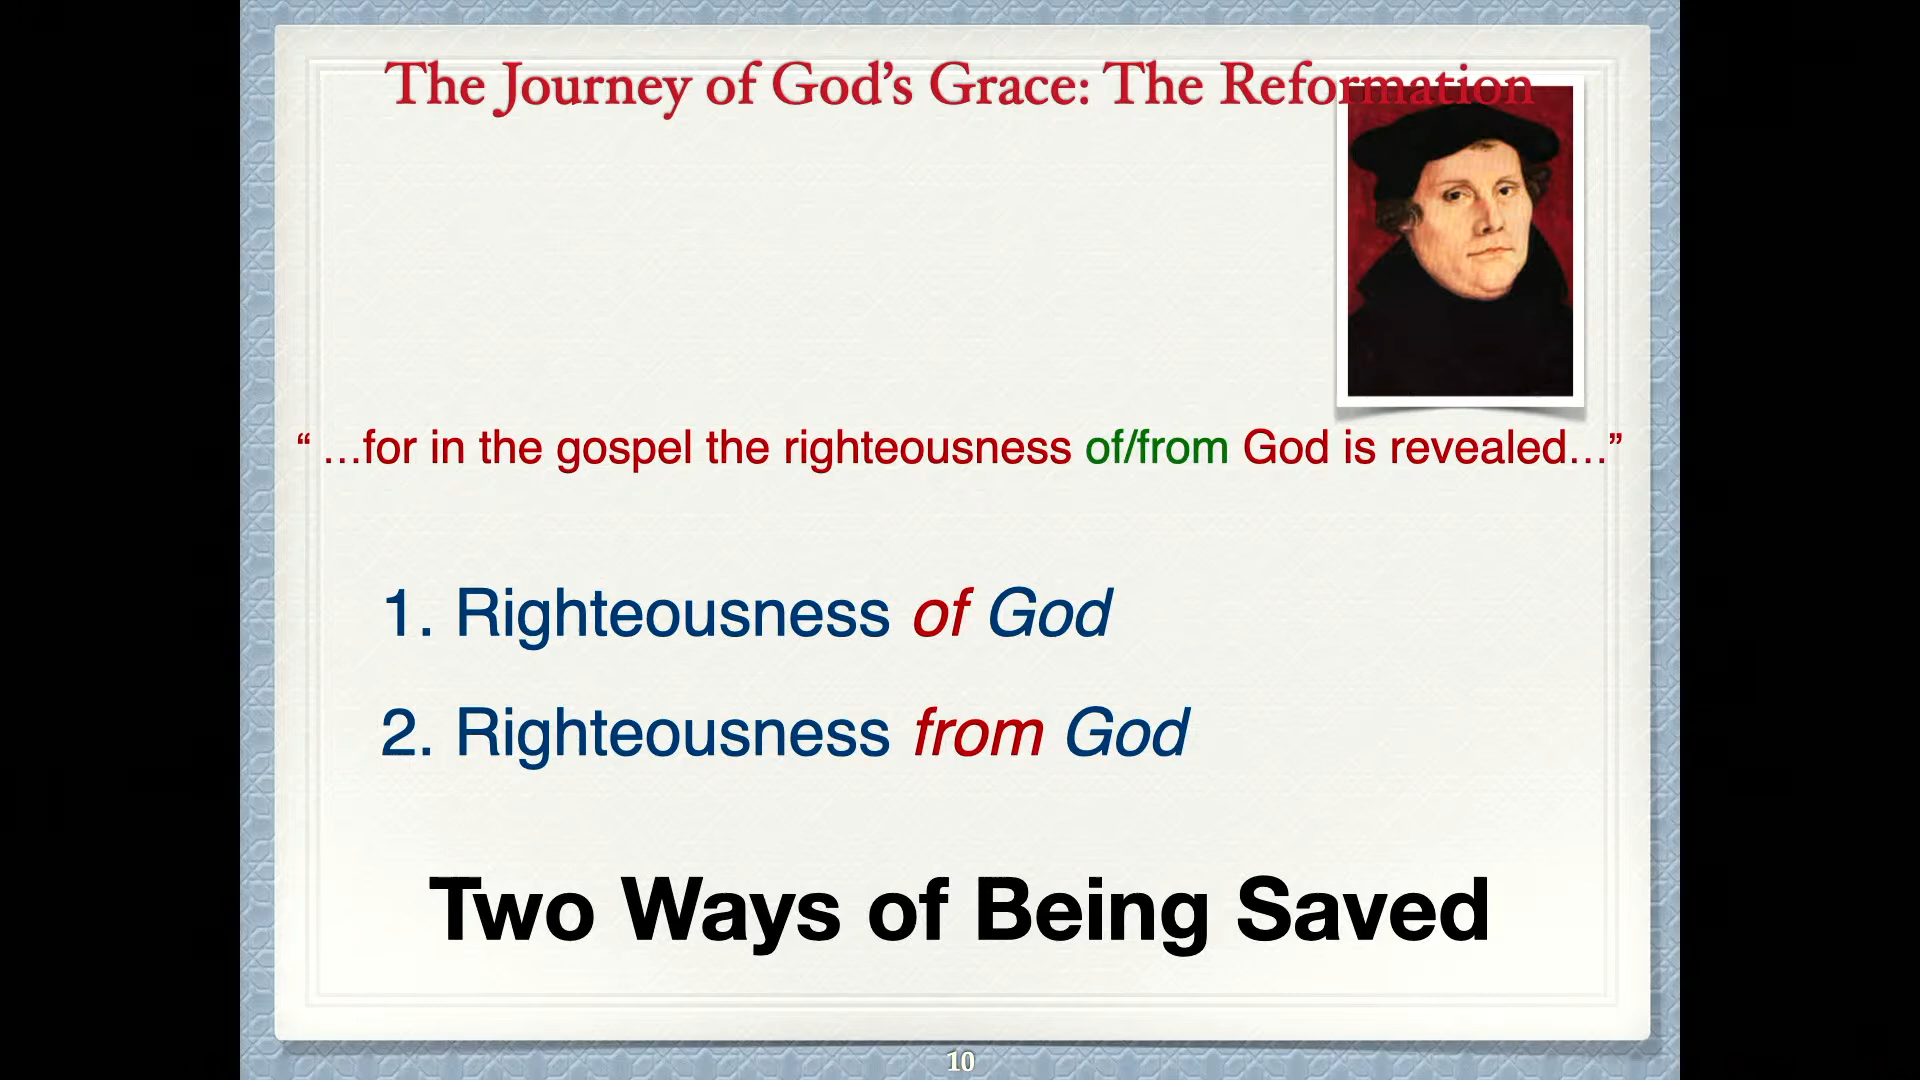 The Journey of God’s Grace: The Reformation
“ …for in the gospel the righteousness of/from God is revealed…”
1. Righteousness of God
2. Righteousness from God
Two Ways of Being Saved
10